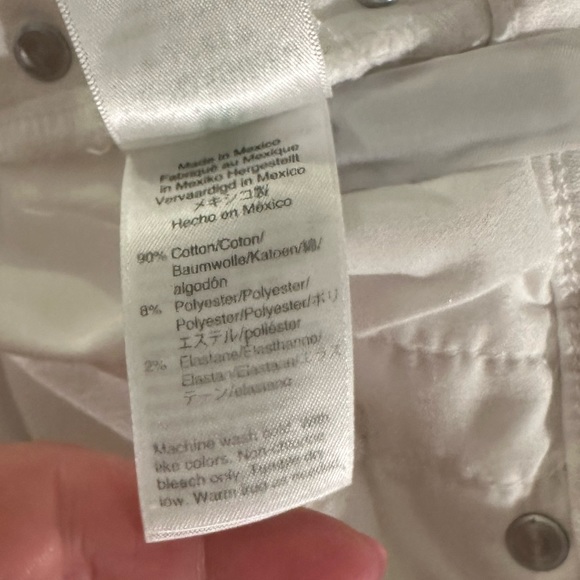 Made in Mexico
Fabriqué au Mexique
in Mexiko Hergestellt
Vervaardigd in Mexico
メキシコ製
Hecho en México
90% Cotton/Coton/
Baumwolle/Katoen/綿/
algodón
8% Polyester/Polyester/
Polyester/Polyester/ポリ
エステル/poliéster
2% Elastane/Elasthanne/
Elastan/Elastaan/エラス
テーン/elastano
Machine wash cold. With
like colors. Non-chlorine
bleach only. Tumble dry
low. Warm iron as needed.